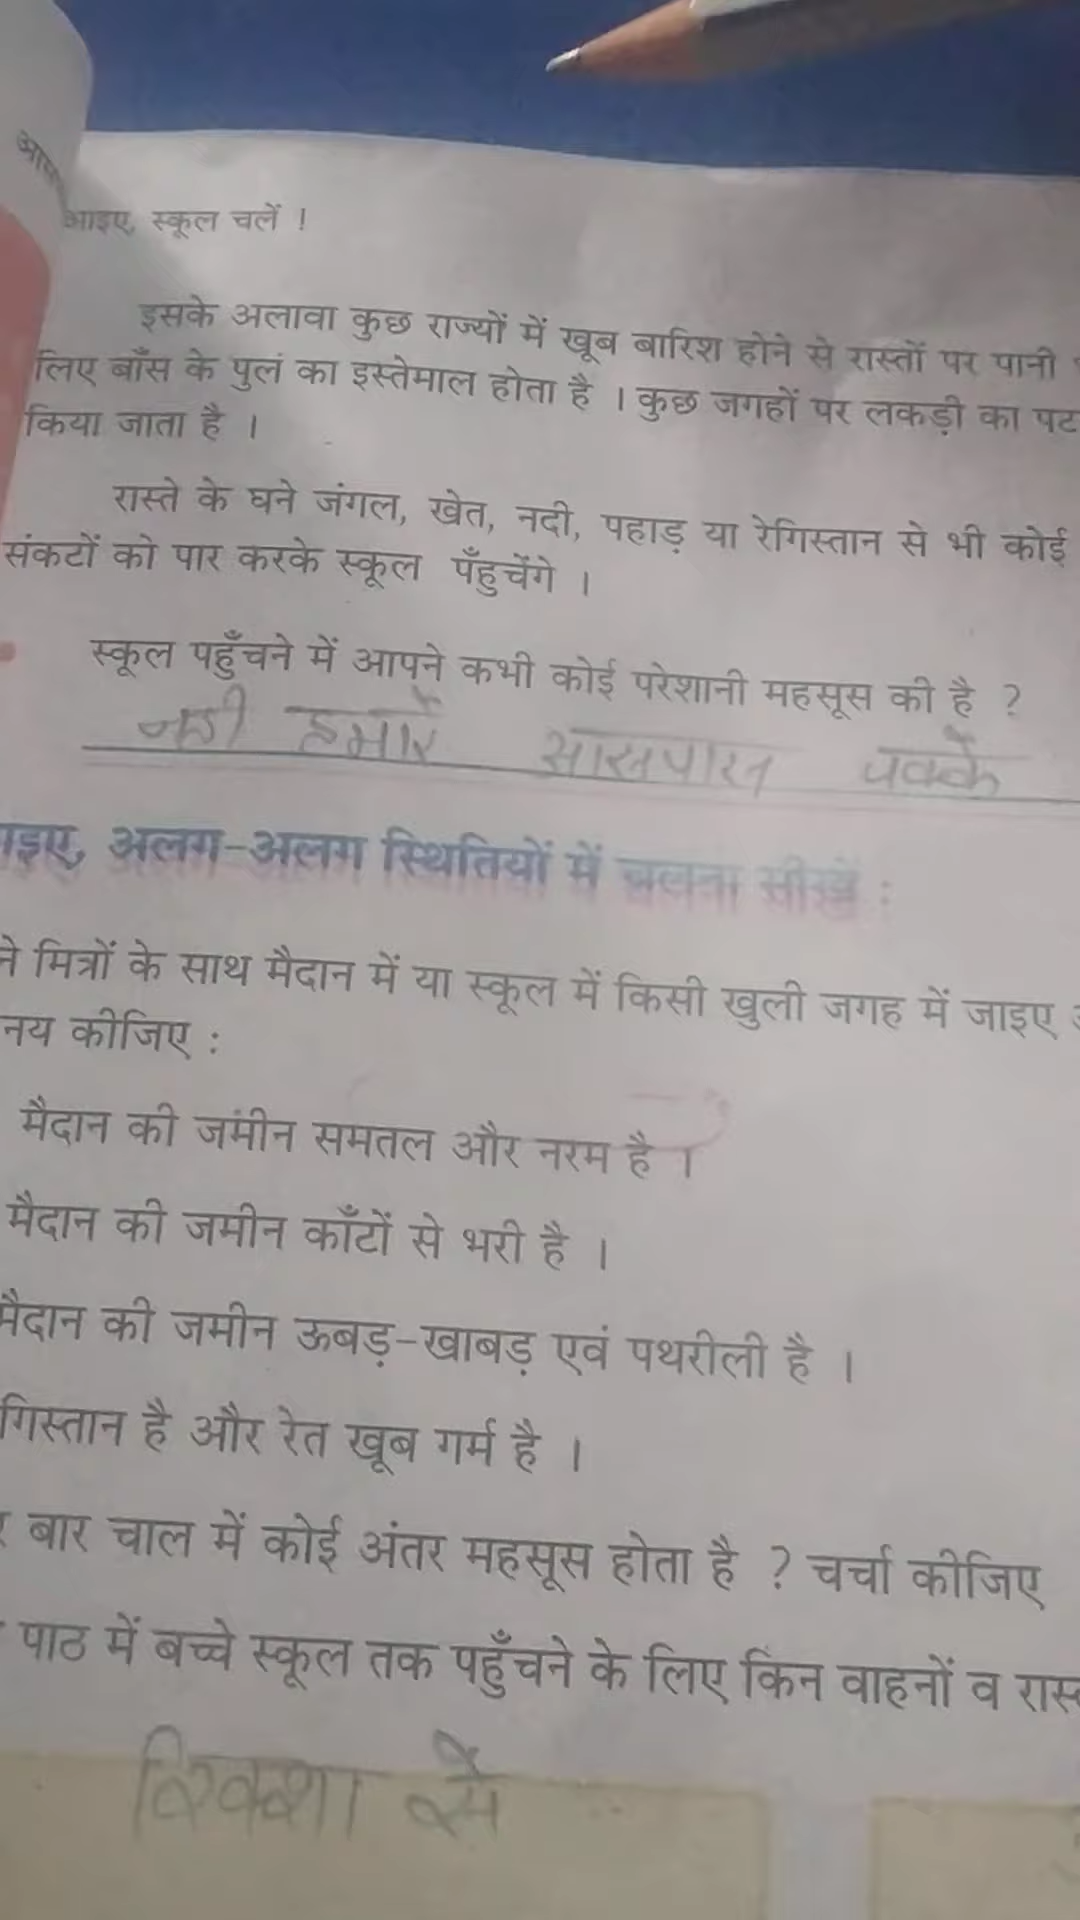 आइए, स्कूल चलें !
इसके अलावा कुछ राज्यों में खूब बारिश होने से रास्तों पर पानी
लिए बाँस के पुलं का इस्तेमाल होता है । कुछ जगहों पर लकड़ी का पट
किया जाता है ।
रास्ते के घने जंगल, खेत, नदी, पहाड़ या रेगिस्तान से भी कोई
संकटों को पार करके स्कूल पँहुचेंगे ।
स्कूल पहुँचने में आपने कभी कोई परेशानी महसूस की है ?
नही हमारे आसपास पक्के
गइए, अलग-अलग स्थितियों में चलना सीखें :
ने मित्रों के साथ मैदान में या स्कूल में किसी खुली जगह में जाइए
नय कीजिए :
मैदान की जमीन समतल और नरम है ।
मैदान की जमीन काँटों से भरी है ।
मैदान की जमीन ऊबड़-खाबड़ एवं पथरीली है ।
गिस्तान है और रेत खूब गर्म है ।
र बार चाल में कोई अंतर महसूस होता है ? चर्चा कीजिए
पाठ में बच्चे स्कूल तक पहुँचने के लिए किन वाहनों व रास्
रिक्शा से